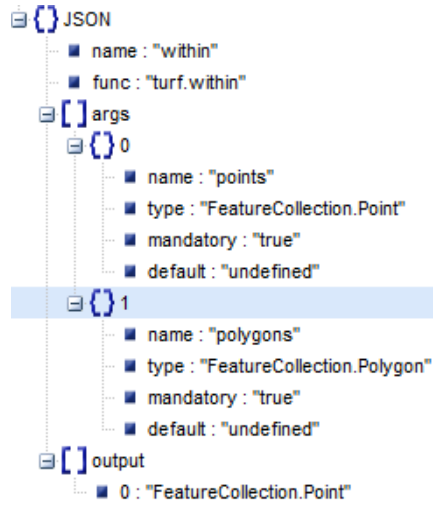 {} JSON
name : "within"
func : "turf.within"
[ ] args
{} 0
name : "points"
type : "FeatureCollection.Point"
mandatory : "true"
default : "undefined"
{} 1
name : "polygons"
type : "FeatureCollection.Polygon"
mandatory : "true"
default : "undefined"
[ ] output
0 : "FeatureCollection.Point"